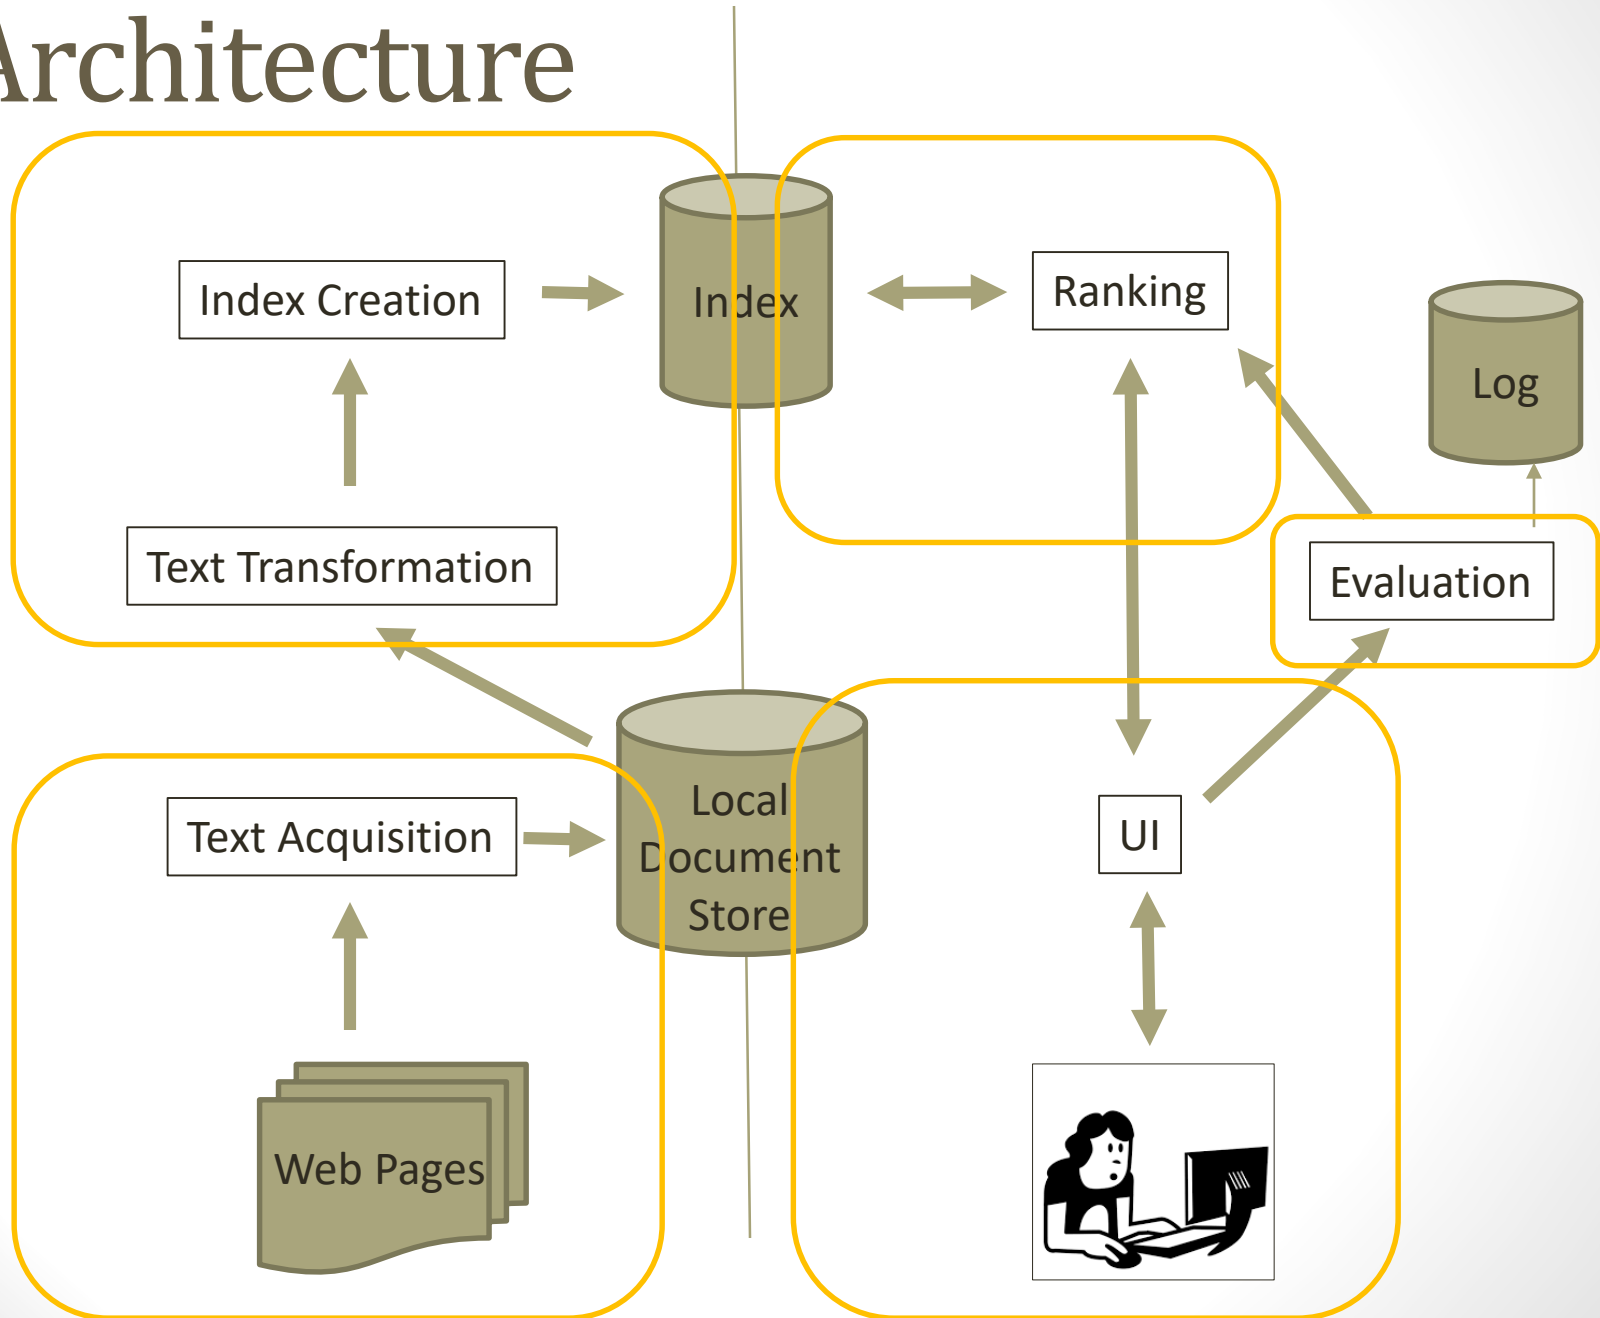 Architecture
Index Creation
Index
Ranking
Log
Text Transformation
Evaluation
Text Acquisition
Local
Document
Store
UI
Web Pages